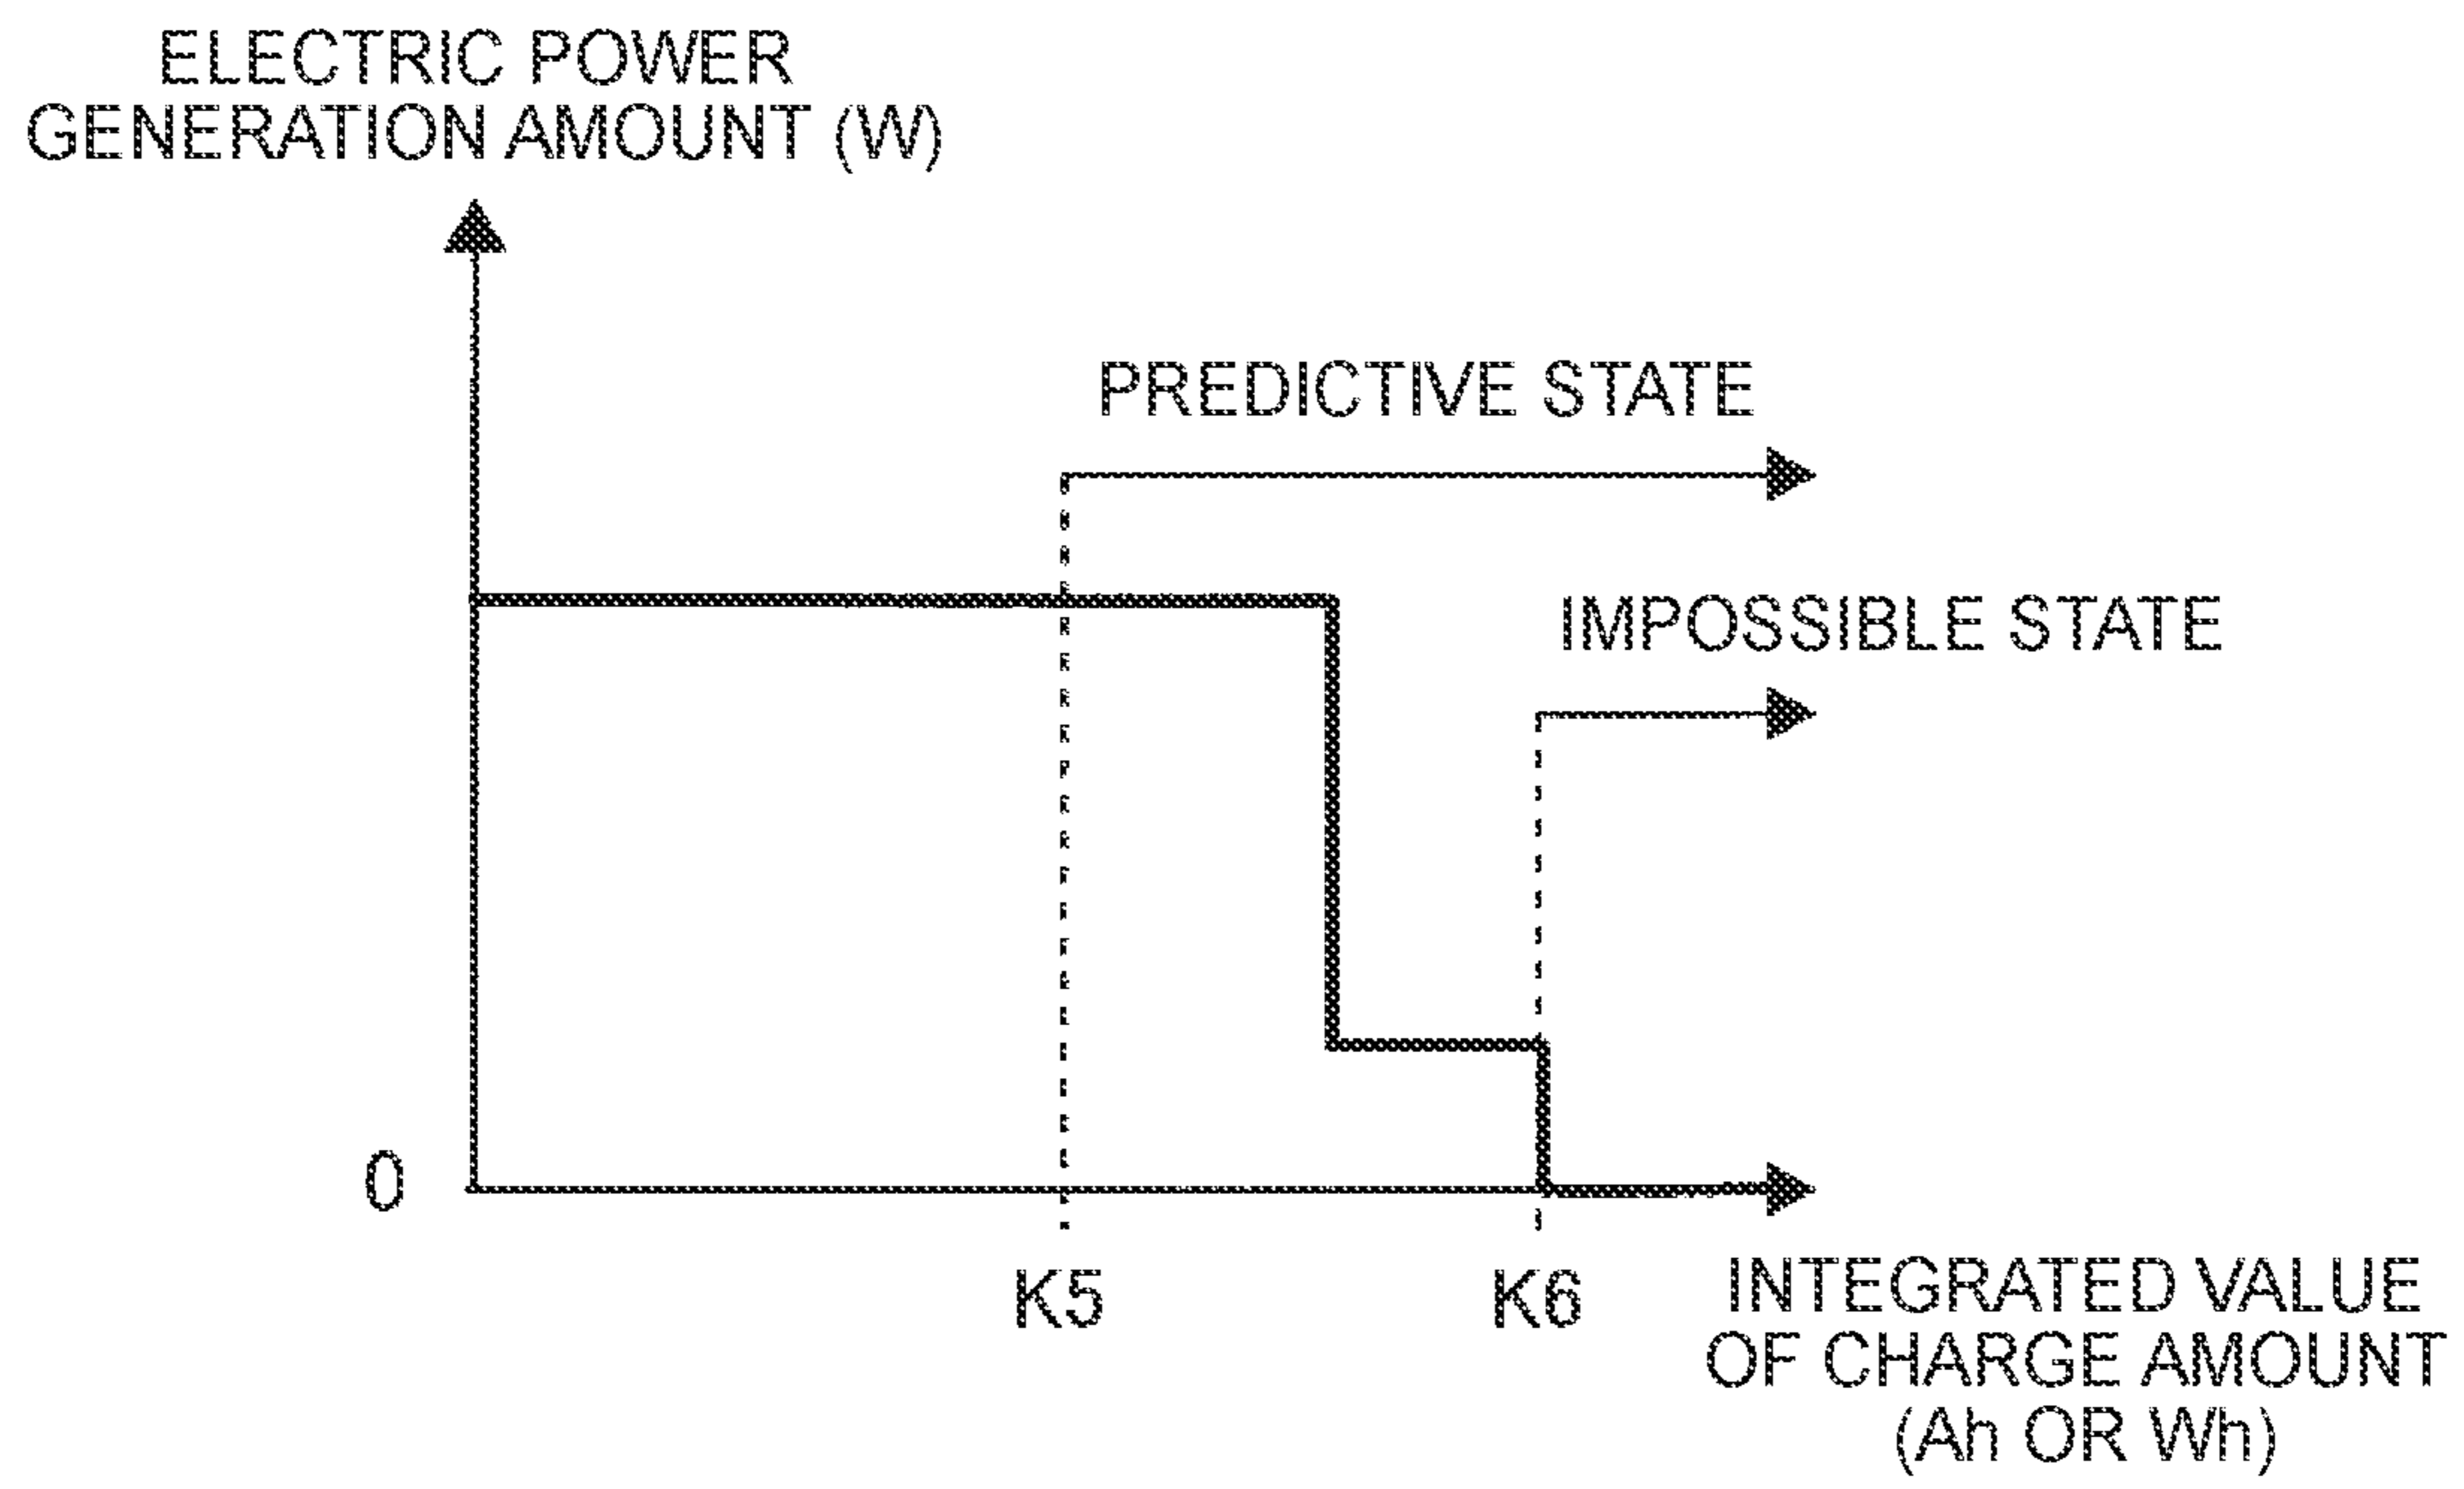 ELECTRIC POWER
GENERATION AMOUNT (W)
PREDICTIVE STATE
IMPOSSIBLE STATE
0
K5
K6
INTEGRATED VALUE
OF CHARGE AMOUNT
(Ah OR Wh)